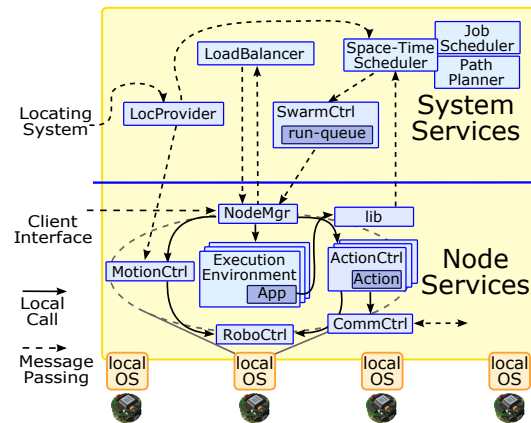 Job
Scheduler
Space-Time
Scheduler
Path
Planner
LoadBalancer
Locating
System
LocProvider
SwarmCtrl
run-queue
System
Services
Client
Interface
NodeMgr
lib
MotionCtrl
Execution
Environment
App
ActionCtrl
Action
Node
Services
Local
Call
RoboCtrl
CommCtrl
Message
Passing
local
OS
local
OS
local
OS
local
OS